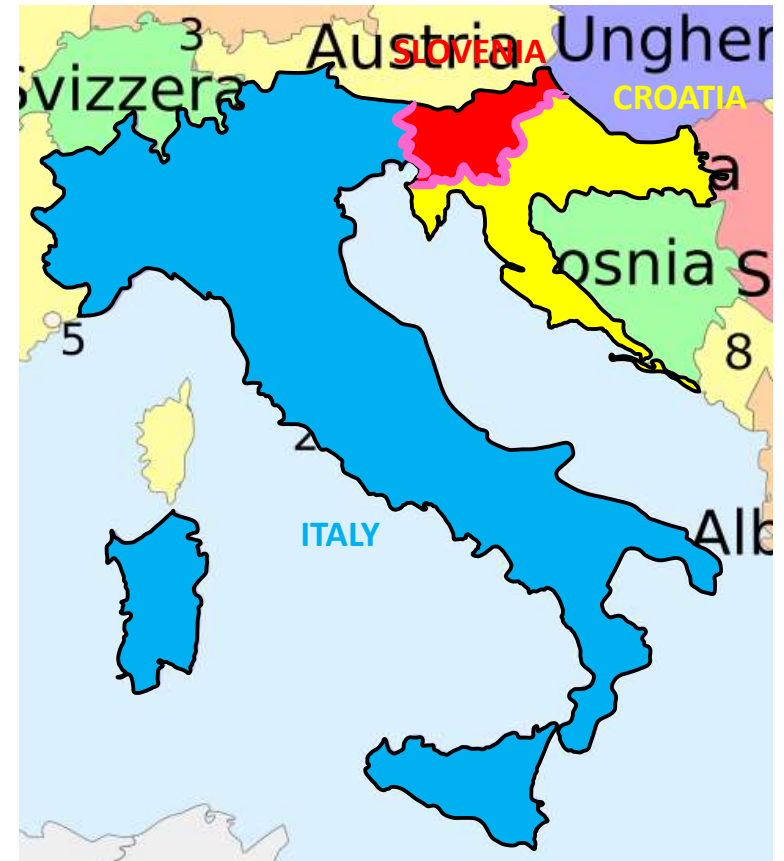 3
Austria
Ungher
SLOVENIA
Svizzera
CROATIA
a
osnia
S
5
8
2
ITALY
Alb